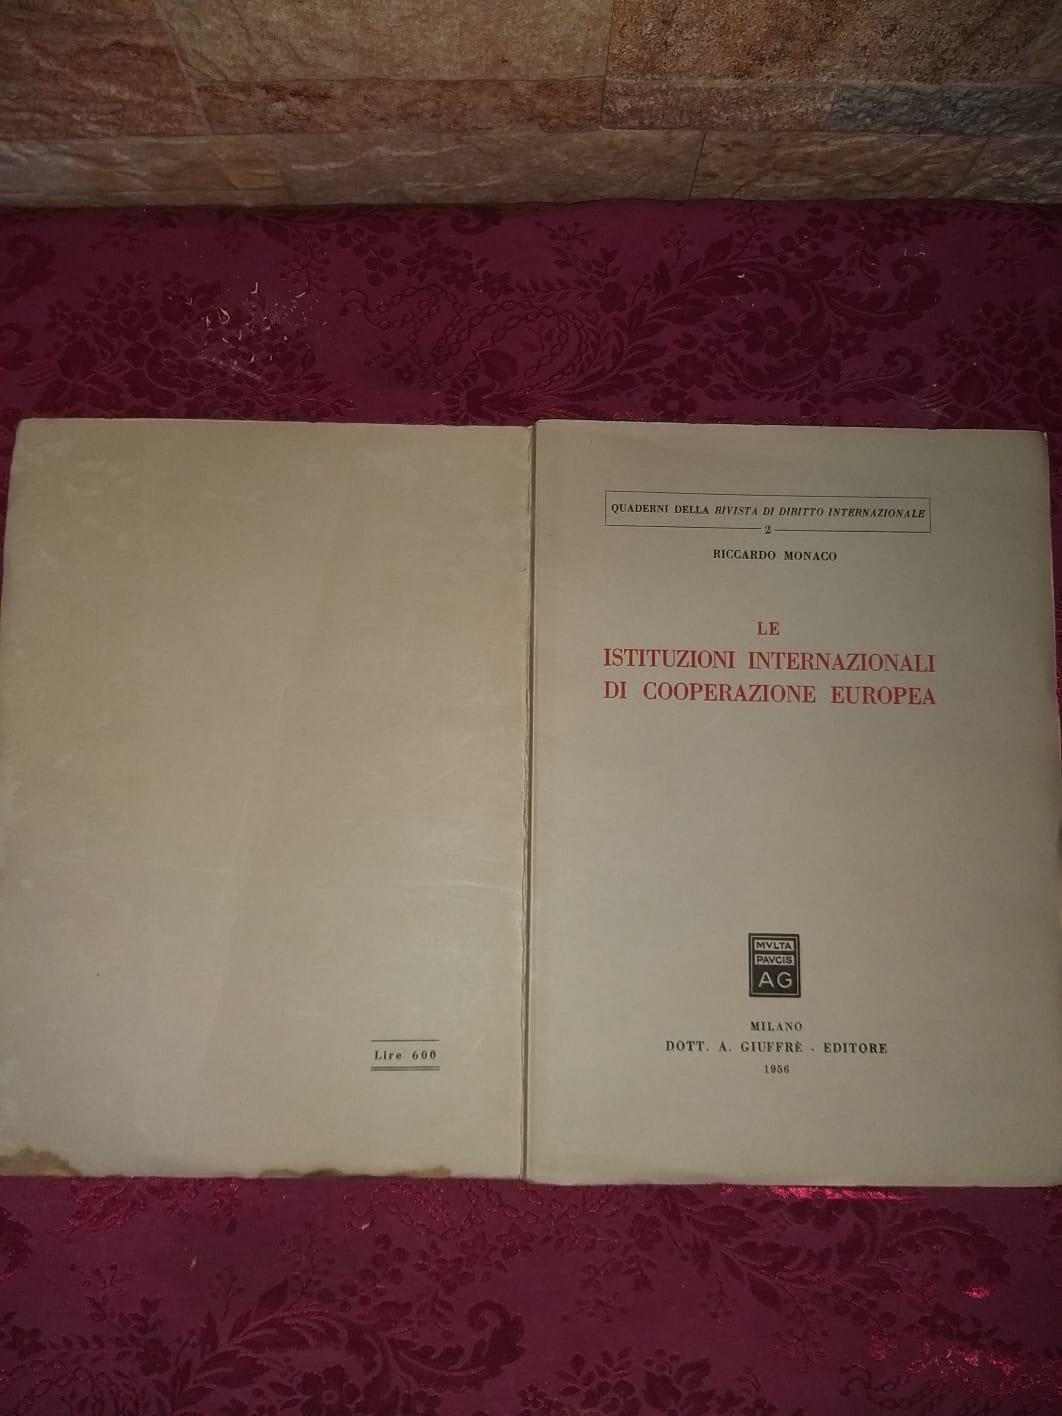 Lire 600
QUADERNI DELLA RIVISTA DI DIRITTO INTERNAZIONALE
2
RICCARDO MONACO
LE
ISTITUZIONI INTERNAZIONALI
DI COOPERAZIONE EUROPEA
MVLTA
PAVCIS
AG
MILANO
DOTT. A. GIUFFRÈ - EDITORE
1956